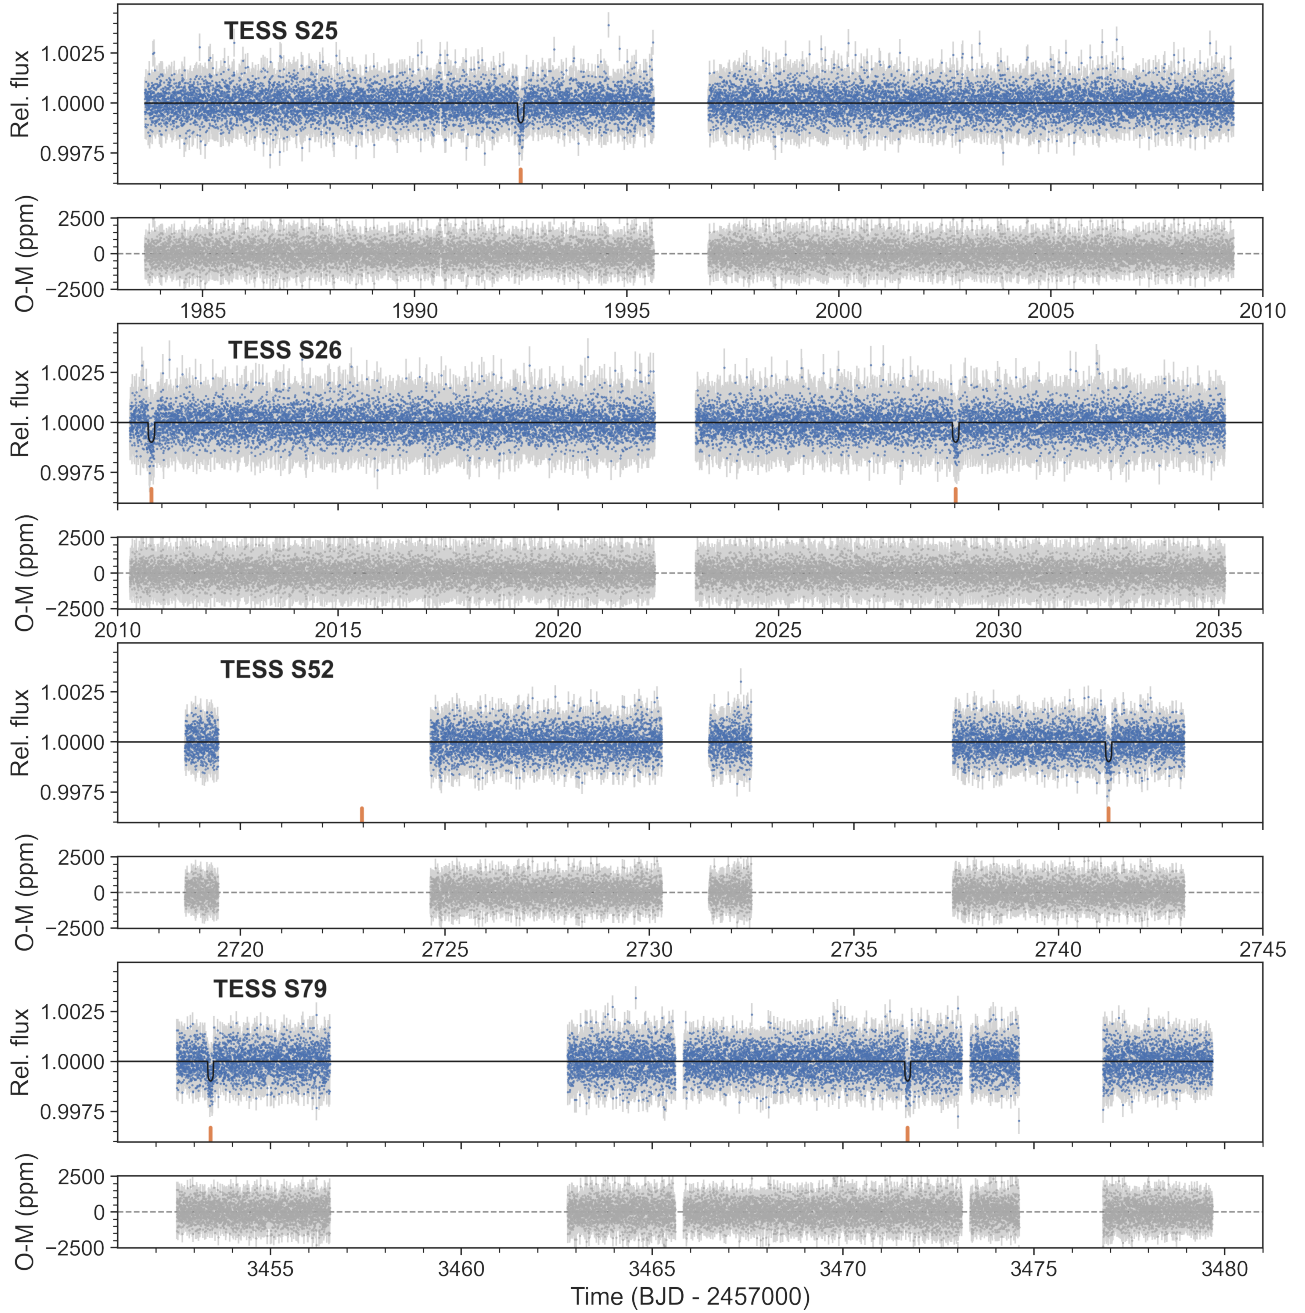 TESS S25
Rel. flux
1.0025
1.0000
0.9975
O-M (ppm)
2500
0
−2500
1985 1990 1995 2000 2005 2010
TESS S26
Rel. flux
1.0025
1.0000
0.9975
O-M (ppm)
2500
0
−2500
2010 2015 2020 2025 2030 2035
TESS S52
Rel. flux
1.0025
1.0000
0.9975
O-M (ppm)
2500
0
−2500
2720 2725 2730 2735 2740 2745
TESS S79
Rel. flux
1.0025
1.0000
0.9975
O-M (ppm)
2500
0
−2500
3455 3460 3465 3470 3475 3480
Time (BJD - 2457000)